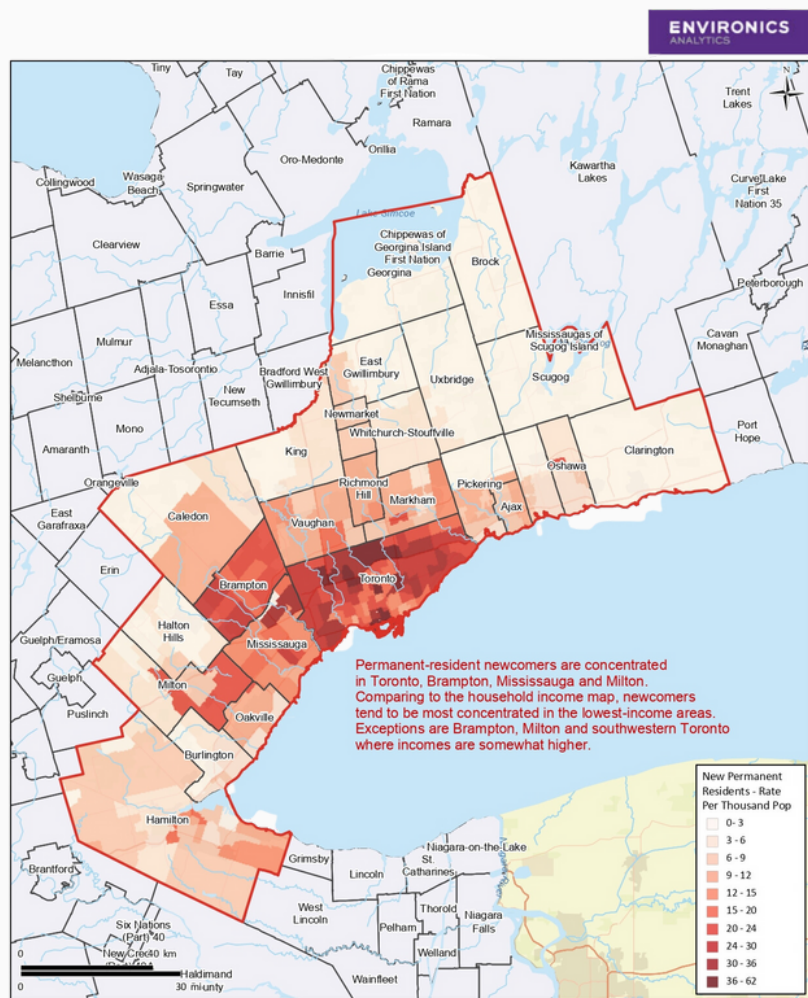 ENVIRONICS
ANALYTICS
Tiny
Tay
Chippewas
of Rama
First Nation
Ramara
Trent
Lakes
N
Orillia
Oro-Medonte
Kawartha
Lakes
Collingwood
Wasaga
Beach
Springwater
Curve Lake
First
Nation 35
Lake Simcoe
Clearview
Barrie
Chippewas of
Georgina Island
First Nation
Georgina
Brock
Essa
Innisfil
Peterborough
Mulmur
Melancthon
Adjala-Tosorontio
Bradford West
Gwillimbury
East
Gwillimbury
Mississaugas of
Scugog Island
Cavan
Monaghan
Shelburne
New
Tecumseth
Uxbridge
Scugog
Mono
Newmarket
Amaranth
Whitchurch-Stouffville
Port
Hope
King
Oshawa
Clarington
Orangeville
Richmond
Hill
Pickering
Markham
East
Garafraxa
Caledon
Vaughan
Ajax
Erin
Brampton
Toronto
Halton
Hills
Guelph/Eramosa
Mississauga
Guelph
Milton
Puslinch
Oakville
Burlington
Permanent-resident newcomers are concentrated
in Toronto, Brampton, Mississauga and Milton.
Comparing to the household income map, newcomers
tend to be most concentrated in the lowest-income areas.
Exceptions are Brampton, Milton and southwestern Toronto
where incomes are somewhat higher.
Hamilton
New Permanent
Residents - Rate
Per Thousand Pop
0- 3
3 - 6
6 - 9
9 - 12
12 - 15
15 - 20
20 - 24
24 - 30
30 - 36
36 - 62
Brantford
Grimsby
Lincoln
Niagara-on-the-Lake
St.
Catharines
West
Lincoln
Thorold
Pelham
Niagara
Falls
Six Nations
(Part) 40
Welland
Wainfleet
0
40 km
Haldimand
County
0
30 mi